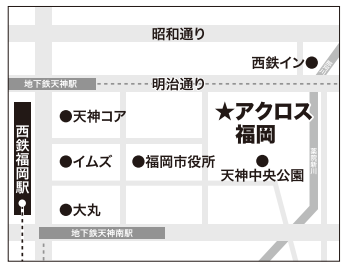 昭和通り
西鉄イン●
地下鉄天神駅
明治通り
●天神コア
★アクロス
福岡
西鉄福岡駅
●イムズ
●福岡市役所
●
天神中央公園
●大丸
地下鉄天神南駅